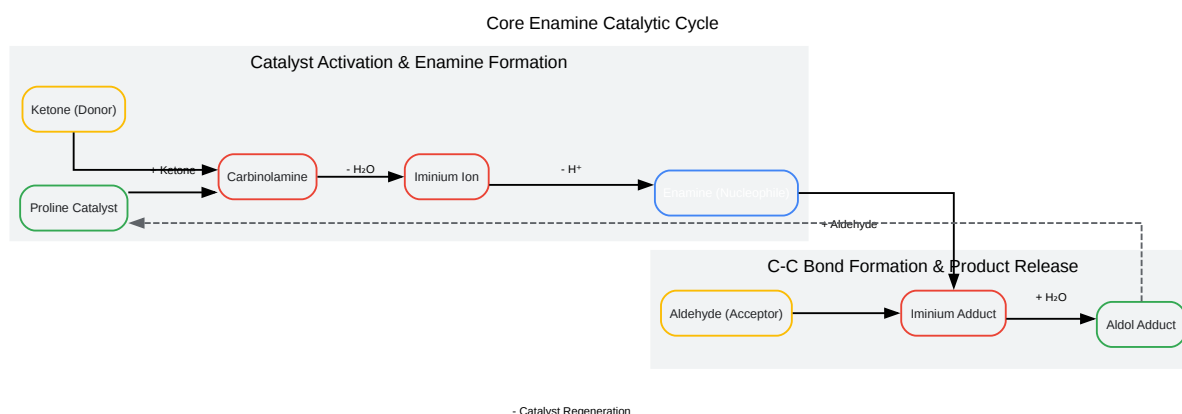 Core Enamine Catalytic Cycle
Catalyst Activation & Enamine Formation
Ketone (Donor)
+ Ketone
Carbinolamine
- H₂O
Iminium Ion
- H⁺
Enamine (Nucleophile)
Proline Catalyst
+ Aldehyde
C-C Bond Formation & Product Release
Aldehyde (Acceptor)
Iminium Adduct
+ H₂O
Aldol Adduct
- Catalyst Regeneration